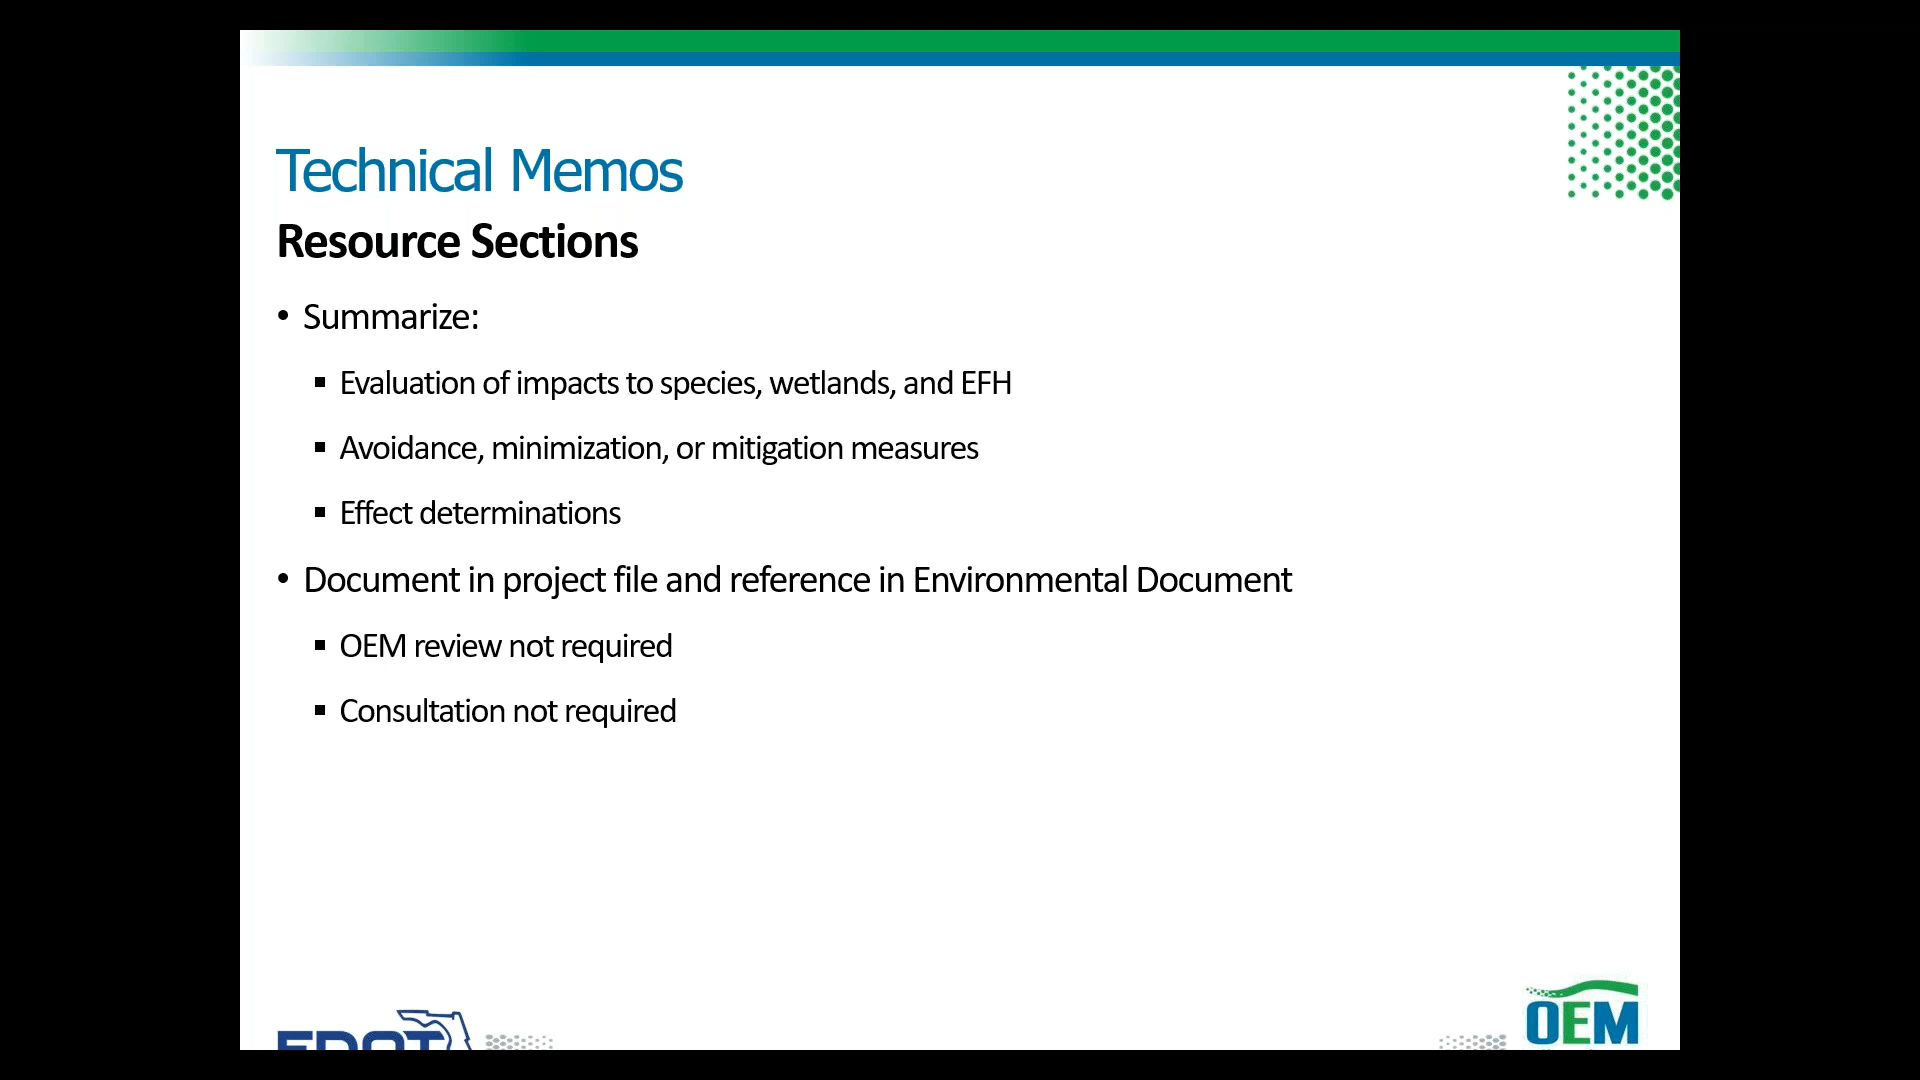 Technical Memos
Resource Sections
• Summarize:
▪ Evaluation of impacts to species, wetlands, and EFH
▪ Avoidance, minimization, or mitigation measures
▪ Effect determinations
• Document in project file and reference in Environmental Document
▪ OEM review not required
▪ Consultation not required
FDOT
OEM